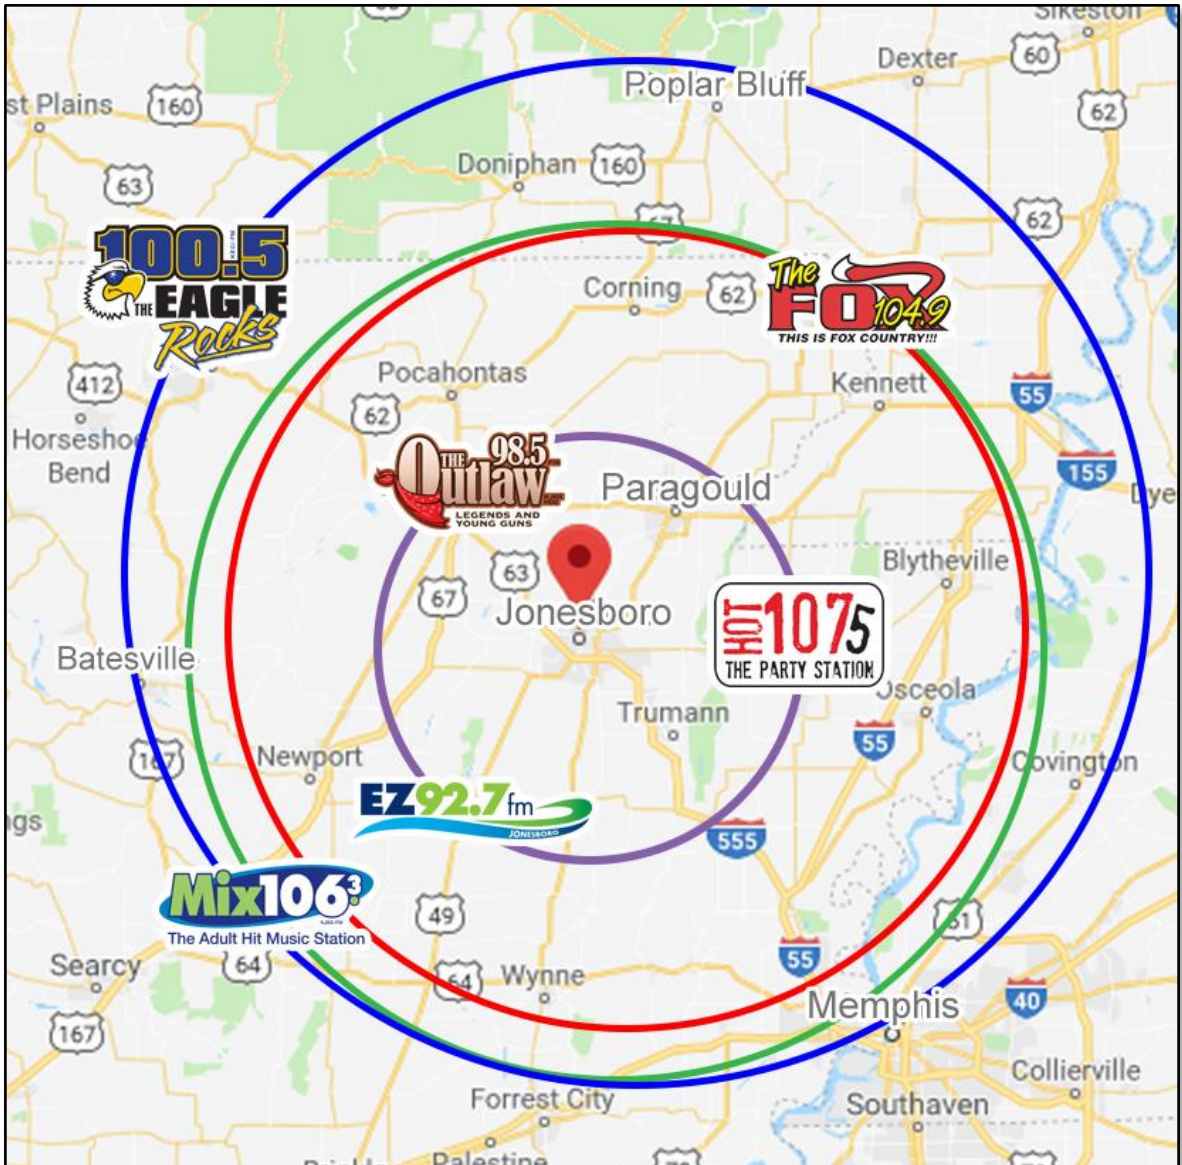 Sikeston
Dexter
60
Poplar Bluff
st Plains
160
62
Doniphan
160
63
62
67
100.5
THE EAGLE
Rocks
The
FOX
104.9
THIS IS FOX COUNTRY!!!
Corning
62
412
Pocahontas
Kennett
55
62
Horseshoe
Bend
THE
98.5
Outlaw
LEGENDS AND
YOUNG GUNS
155
Paragould
Dye
63
Blytheville
67
Jonesboro
HOT
1075
THE PARTY STATION
Batesville
Osceola
Trumann
55
167
Newport
Covington
EZ92.7fm
JONESBORO
ngs
555
Mix106.3
The Adult Hit Music Station
49
61
64
55
Searcy
64
Wynne
Memphis
40
167
Collierville
Forrest City
Southaven
Palestine